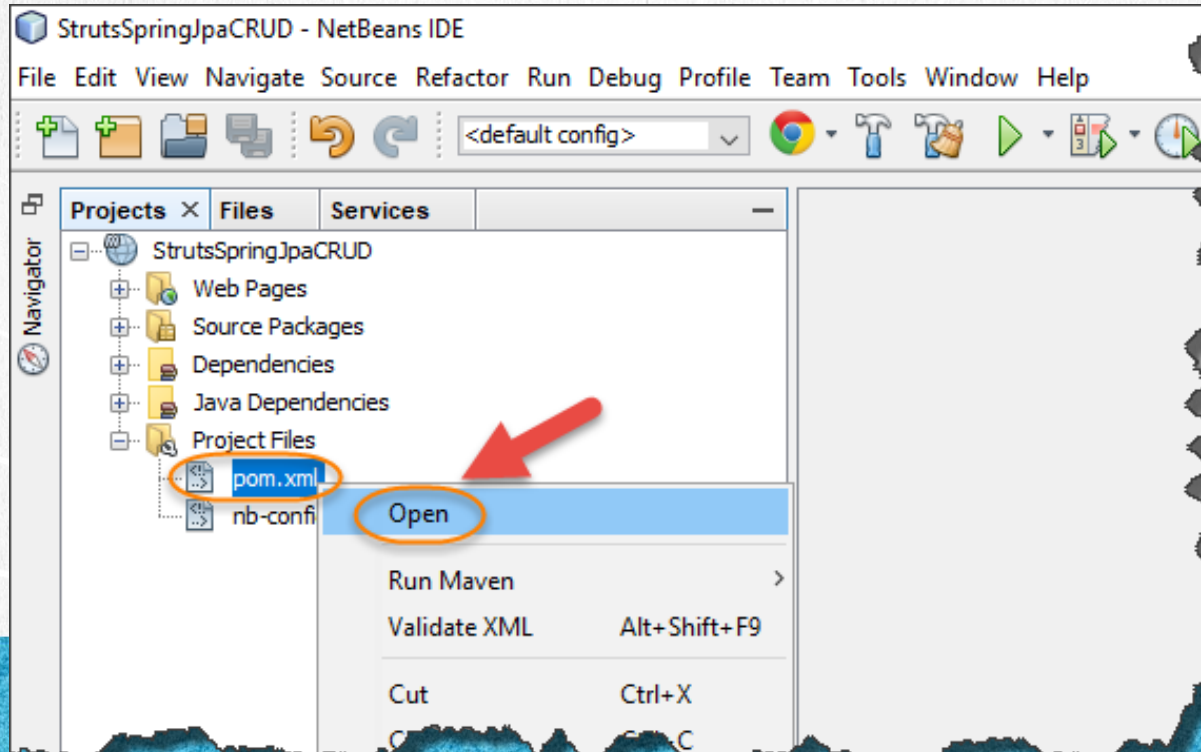 StrutsSpringJpaCRUD - NetBeans IDE
File Edit View Navigate Source Refactor Run Debug Profile Team Tools Window Help
<default config>
Projects Files Services
Navigator
StrutsSpringJpaCRUD
Web Pages
Source Packages
Dependencies
Java Dependencies
Project Files
pom.xml
nb-confi
Open
Run Maven
Validate XML Alt+Shift+F9
Cut Ctrl+X